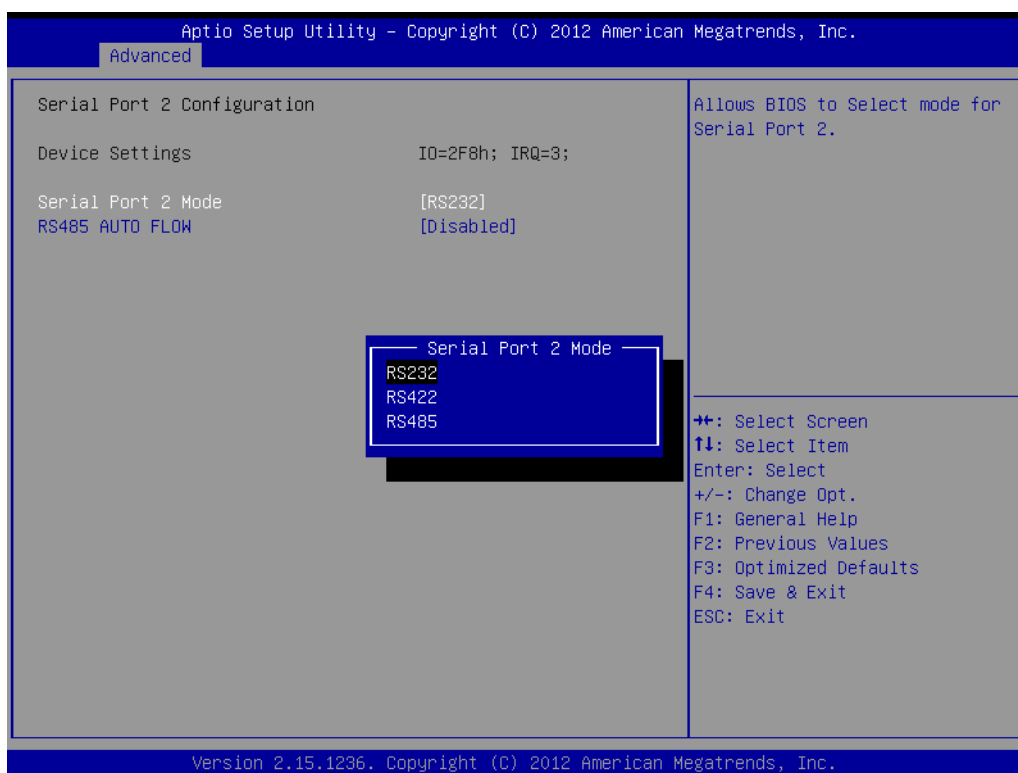 Aptio Setup Utility – Copyright (C) 2012 American Megatrends, Inc.
Advanced
Serial Port 2 Configuration
Device Settings IO=2F8h; IRQ=3;
Serial Port 2 Mode [RS232]
RS485 AUTO FLOW [Disabled]
Serial Port 2 Mode
RS232
RS422
RS485
Allows BIOS to Select mode for
Serial Port 2.
→←: Select Screen
↑↓: Select Item
Enter: Select
+/-: Change Opt.
F1: General Help
F2: Previous Values
F3: Optimized Defaults
F4: Save & Exit
ESC: Exit
Version 2.15.1236. Copyright (C) 2012 American Megatrends, Inc.